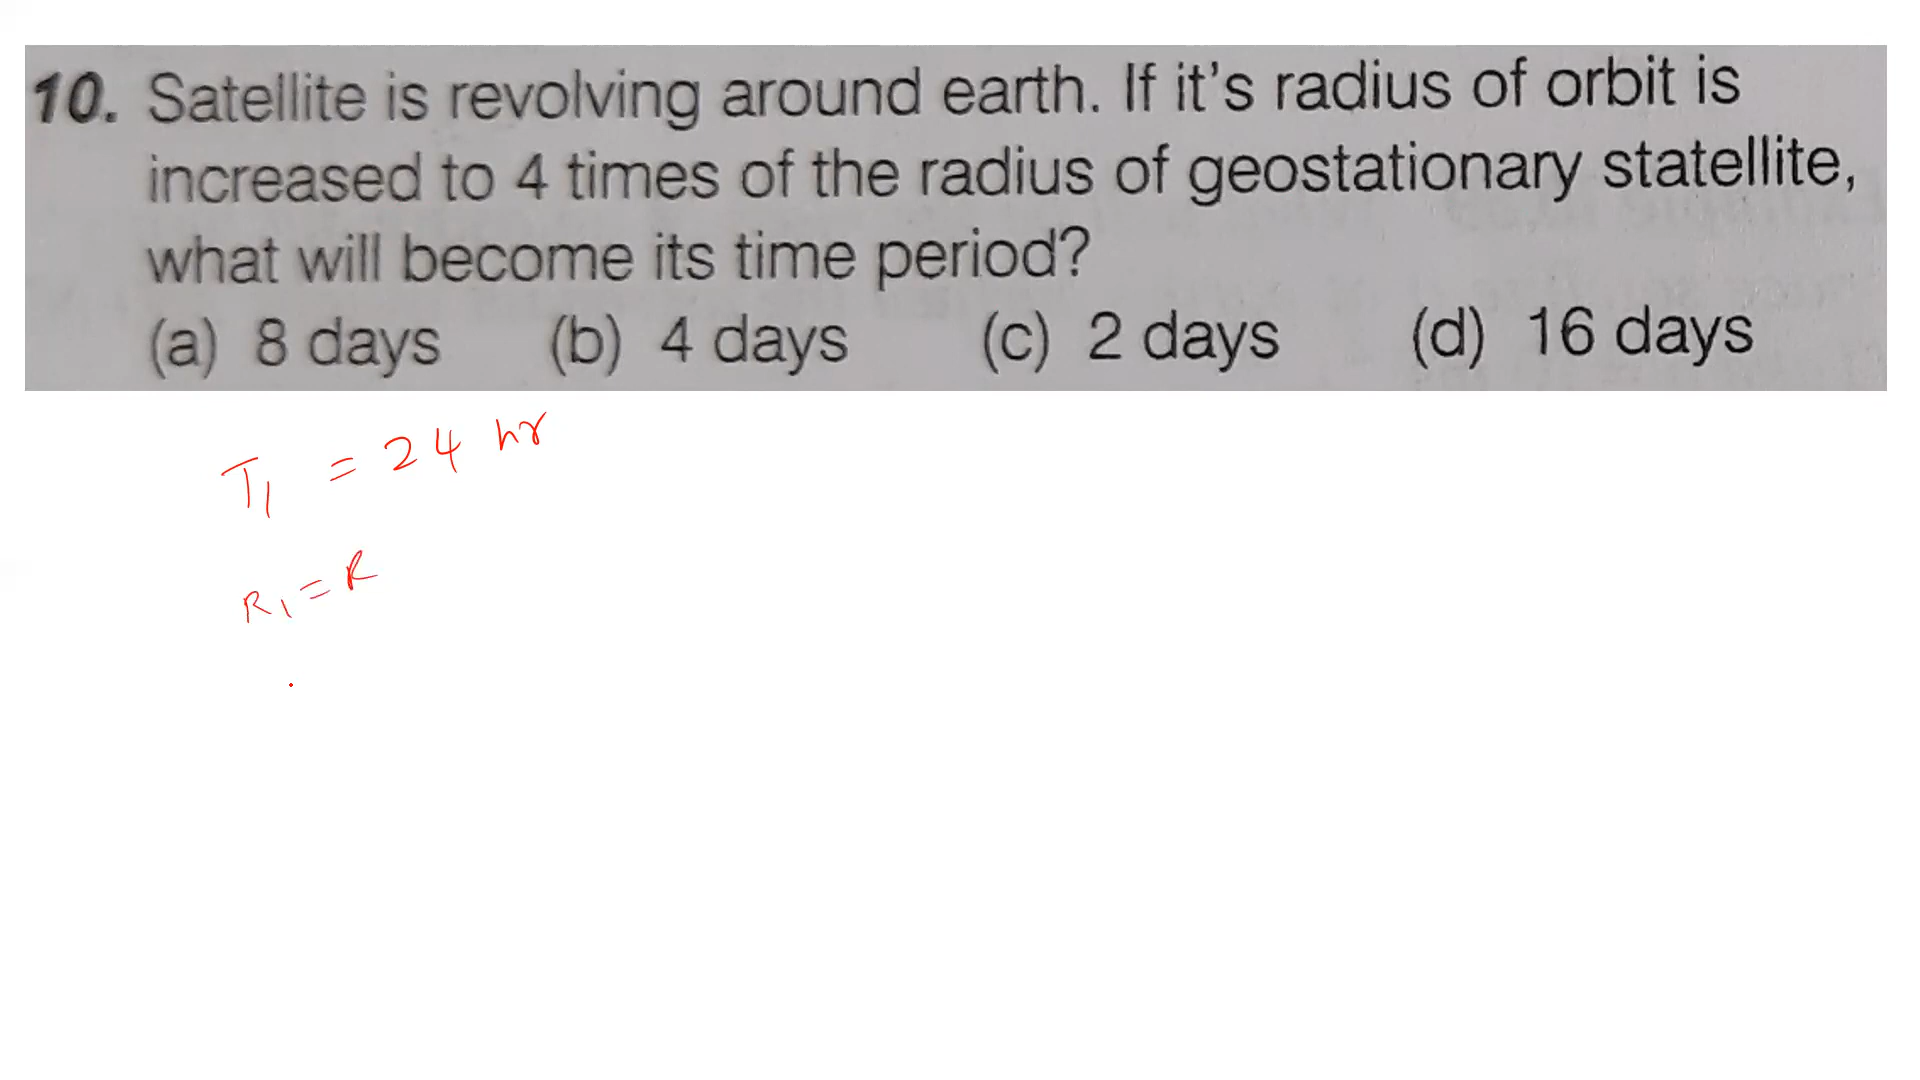 10. Satellite is revolving around earth. If it's radius of orbit is
increased to 4 times of the radius of geostationary statellite,
what will become its time period?
(a) 8 days (b) 4 days (c) 2 days (d) 16 days
T1 = 24 hr
R1 = R